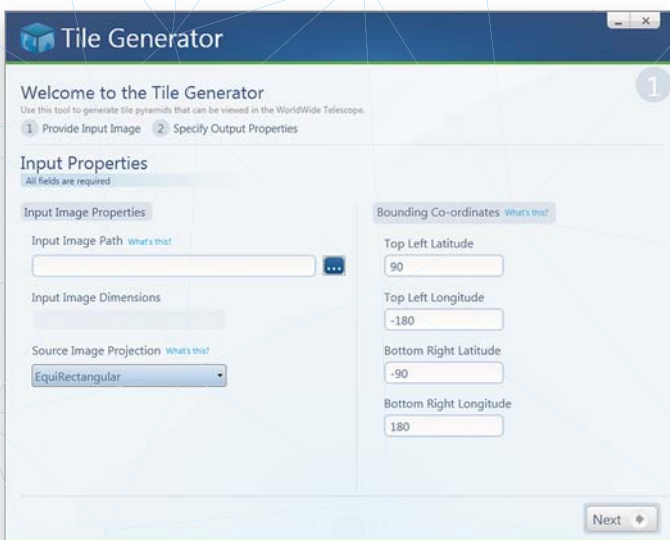 Tile Generator
Welcome to the Tile Generator
1
Use this tool to generate tile pyramids that can be viewed in the WorldWide Telescope.
1 Provide Input Image 2 Specify Output Properties
Input Properties
All fields are required
Input Image Properties
Input Image Path What's this?
...
Input Image Dimensions
Source Image Projection What's this?
EquiRectangular
Bounding Co-ordinates What's this?
Top Left Latitude
90
Top Left Longitude
-180
Bottom Right Latitude
-90
Bottom Right Longitude
180
Next